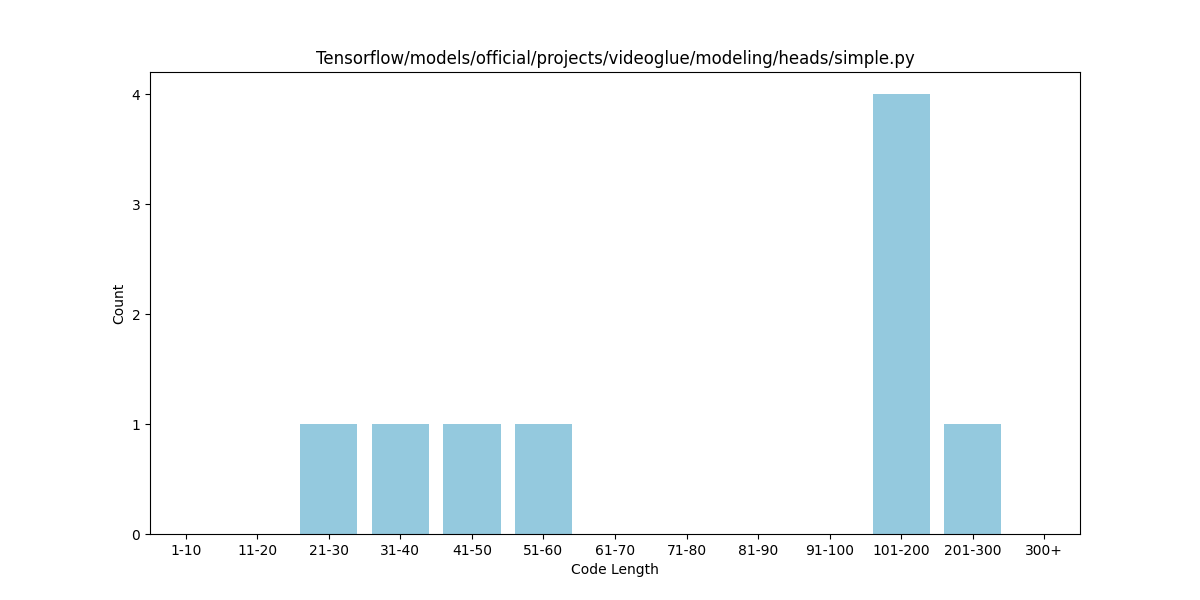 Tensorflow/models/official/projects/videoglue/modeling/heads/simple.py
4
3
2
1
0
Count
1-10 11-20 21-30 31-40 41-50 51-60 61-70 71-80 81-90 91-100 101-200 201-300 300+
Code Length